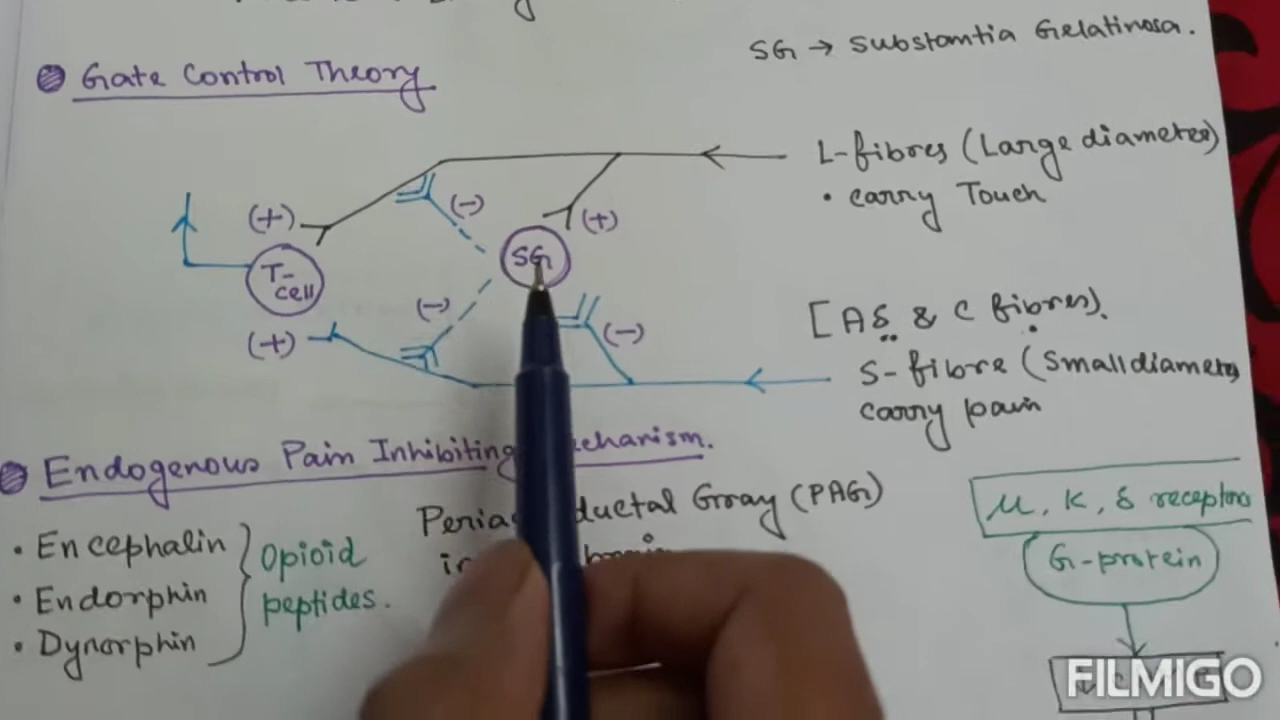 SG → Substantia Gelatinosa.
Gate Control Theory
L-fibres (Large diameter)
• carry Touch
(+)
(-)
(+)
SG
T-cell
(-)
(-)
(+)
[Aδ & C fibres].
S-fibre (Small diameter
carry pain
Endogenous Pain Inhibiting
• Encephalin
• Endorphin
• Dynorphin
Opioid
peptides.
Gray (PAG)
μ, K, δ receptors
G-protein
FILMIGO